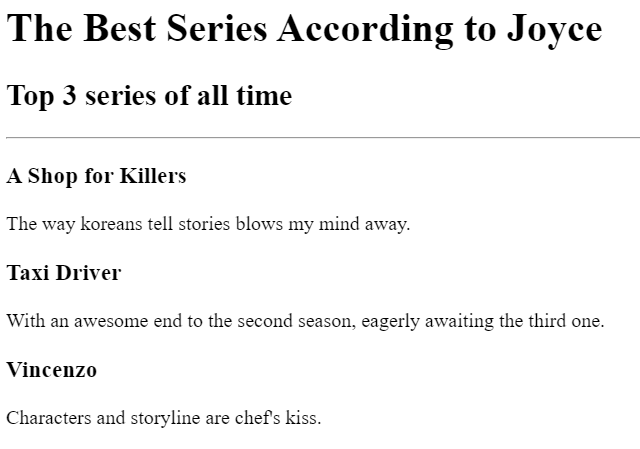 The Best Series According to Joyce
Top 3 series of all time
A Shop for Killers
The way koreans tell stories blows my mind away.
Taxi Driver
With an awesome end to the second season, eagerly awaiting the third one.
Vincenzo
Characters and storyline are chef's kiss.